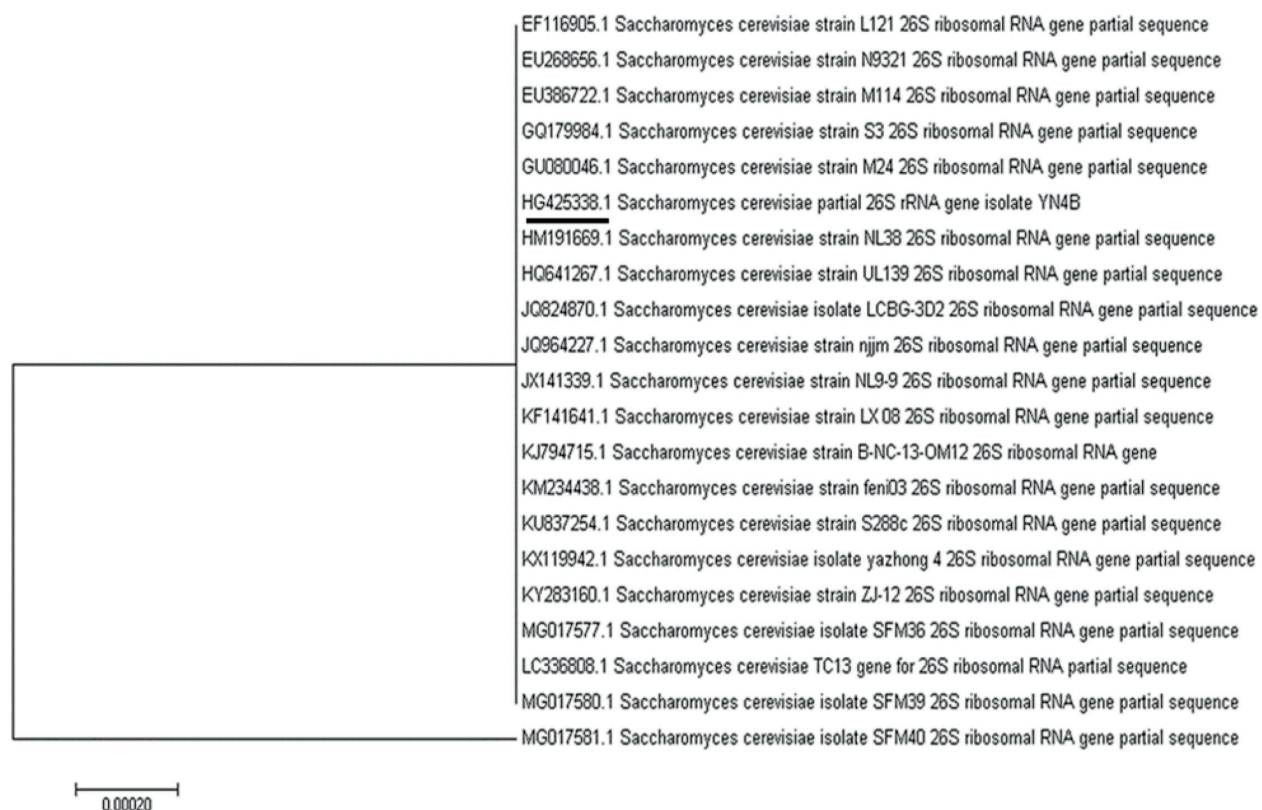 EF116905.1 Saccharomyces cerevisiae strain L121 26S ribosomal RNA gene partial sequence
EU268656.1 Saccharomyces cerevisiae strain N9321 26S ribosomal RNA gene partial sequence
EU386722.1 Saccharomyces cerevisiae strain M114 26S ribosomal RNA gene partial sequence
GQ179984.1 Saccharomyces cerevisiae strain S3 26S ribosomal RNA gene partial sequence
GU080046.1 Saccharomyces cerevisiae strain M24 26S ribosomal RNA gene partial sequence
HG425338.1 Saccharomyces cerevisiae partial 26S rRNA gene isolate YN4B
HM191669.1 Saccharomyces cerevisiae strain NL38 26S ribosomal RNA gene partial sequence
HQ641267.1 Saccharomyces cerevisiae strain UL139 26S ribosomal RNA gene partial sequence
JQ824870.1 Saccharomyces cerevisiae isolate LCBG-3D2 26S ribosomal RNA gene partial sequence
JQ964227.1 Saccharomyces cerevisiae strain njjm 26S ribosomal RNA gene partial sequence
JX141339.1 Saccharomyces cerevisiae strain NL9-9 26S ribosomal RNA gene partial sequence
KF141641.1 Saccharomyces cerevisiae strain LX 08 26S ribosomal RNA gene partial sequence
KJ794715.1 Saccharomyces cerevisiae strain B-NC-13-OM12 26S ribosomal RNA gene
KM234438.1 Saccharomyces cerevisiae strain feni03 26S ribosomal RNA gene partial sequence
KU837254.1 Saccharomyces cerevisiae strain S288c 26S ribosomal RNA gene partial sequence
KX119942.1 Saccharomyces cerevisiae isolate yazhong 4 26S ribosomal RNA gene partial sequence
KY283160.1 Saccharomyces cerevisiae strain ZJ-12 26S ribosomal RNA gene partial sequence
MG017577.1 Saccharomyces cerevisiae isolate SFM36 26S ribosomal RNA gene partial sequence
LC336808.1 Saccharomyces cerevisiae TC13 gene for 26S ribosomal RNA partial sequence
MG017580.1 Saccharomyces cerevisiae isolate SFM39 26S ribosomal RNA gene partial sequence
MG017581.1 Saccharomyces cerevisiae isolate SFM40 26S ribosomal RNA gene partial sequence
0.00020